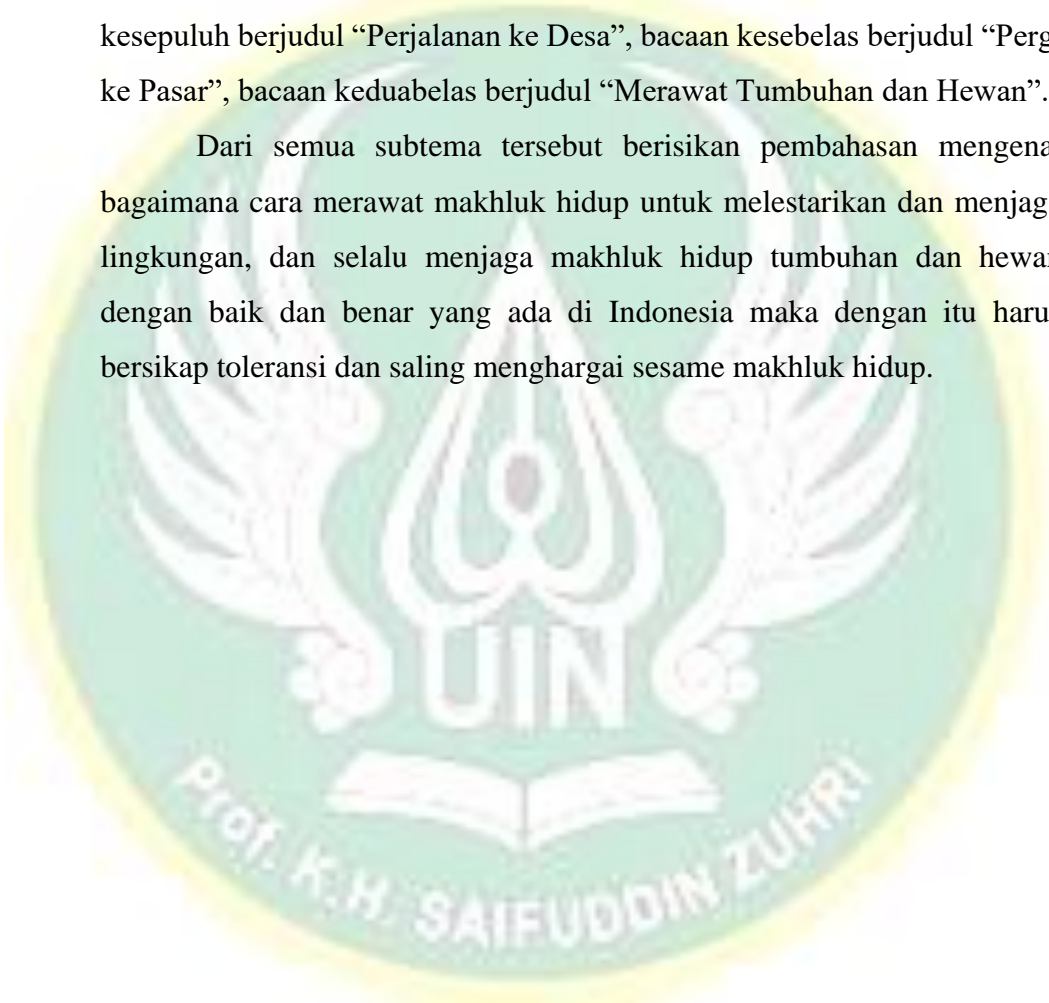 kesepuluh berjudul “Perjalanan ke Desa”, bacaan kesebelas berjudul “Perg
ke Pasar”, bacaan keduabelas berjudul “Merawat Tumbuhan dan Hewan”.
Dari semua subtema tersebut berisikan pembahasan mengena
bagaimana cara merawat makhluk hidup untuk melestarikan dan menjag
lingkungan, dan selalu menjaga makhluk hidup tumbuhan dan hewa
dengan baik dan benar yang ada di Indonesia maka dengan itu haru
bersikap toleransi dan saling menghargai sesame makhluk hidup.
UIN
Prof. K.H. SAIFUDDIN ZUHRI